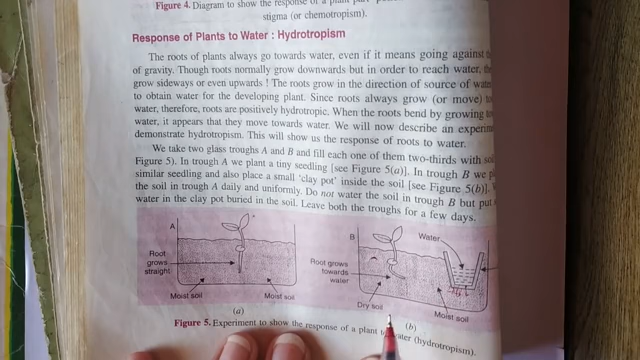 Figure 4. Diagram to show the response of a plant part
stigma (or chemotropism).
Response of Plants to Water : Hydrotropism
The roots of plants always go towards water, even if it means going against
of gravity. Though roots normally grow downwards but in order to reach water,
grow sideways or even upwards ! The roots grow in the direction of source of water
to obtain water for the developing plant. Since roots always grow (or move)
water, therefore, roots are positively hydrotropic. When the roots bend by growing
water, it appears that they move towards water. We will now describe an
demonstrate hydrotropism. This will show us the response of roots to water.
We take two glass troughs A and B and fill each one of them two-thirds with
Figure 5). In trough A we plant a tiny seedling [see Figure 5(a)]. In trough B we
similar seedling and also place a small 'clay pot' inside the soil [see Figure 5(b)].
the soil in trough A daily and uniformly. Do not water the soil in trough B but put
water in the clay pot buried in the soil. Leave both the troughs for a few days.
A
Root
grows
straight
Moist soil
Moist soil
(a)
B
Water
Root grows
towards
water
Dry soil
Moist soil
(b)
Figure 5. Experiment to show the response of a plant to water (hydrotropism).